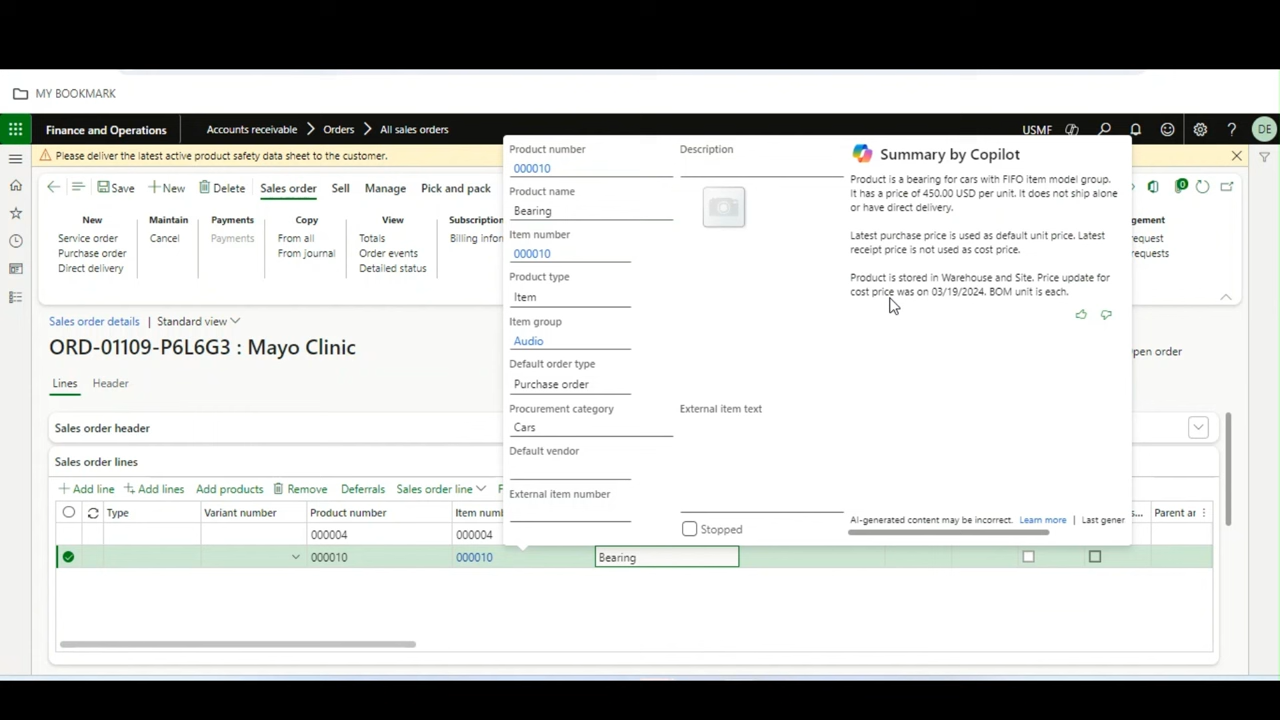 MY BOOKMARK
Finance and Operations
Accounts receivable
Orders
All sales orders
USMF
DE
Please deliver the latest active product safety data sheet to the customer.
Save
New
Delete
Sales order
Sell
Manage
Pick and pack
0
New
Maintain
Payments
Copy
View
Subscription
Service order
Cancel
Payments
From all
Totals
Billing infor
request
Purchase order
From journal
Order events
requests
Direct delivery
Detailed status
Sales order details
Standard view
ORD-01109-P6L6G3 : Mayo Clinic
pen order
Lines
Header
Sales order header
Sales order lines
Add line
Add lines
Add products
Remove
Deferrals
Sales order line
Type
Variant number
Product number
Item numb
s...
Parent ar
000004
000004
000010
000010
Bearing
Product number
000010
Product name
Bearing
Item number
000010
Product type
Item
Item group
Audio
Default order type
Purchase order
Procurement category
Cars
Default vendor
External item number
Description
External item text
Stopped
Summary by Copilot
Product is a bearing for cars with FIFO item model group.
It has a price of 450.00 USD per unit. It does not ship alone
or have direct delivery.
Latest purchase price is used as default unit price. Latest
receipt price is not used as cost price.
Product is stored in Warehouse and Site. Price update for
cost price was on 03/19/2024. BOM unit is each.
AI-generated content may be incorrect. Learn more | Last gener